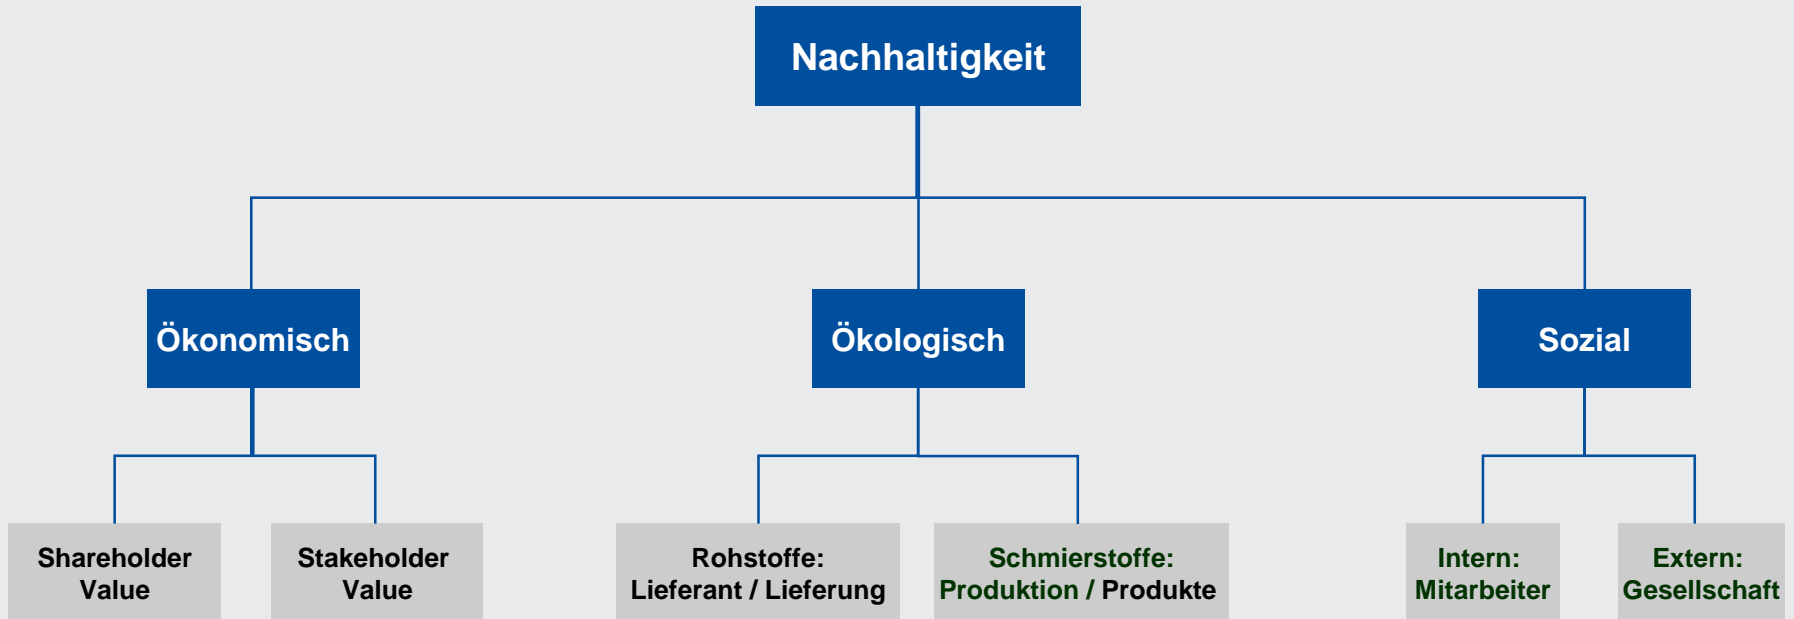 Nachhaltigkeit
Ökonomisch
Ökologisch
Sozial
Shareholder
Value
Stakeholder
Value
Rohstoffe:
Lieferant / Lieferung
Schmierstoffe:
Produktion / Produkte
Intern:
Mitarbeiter
Extern:
Gesellschaft